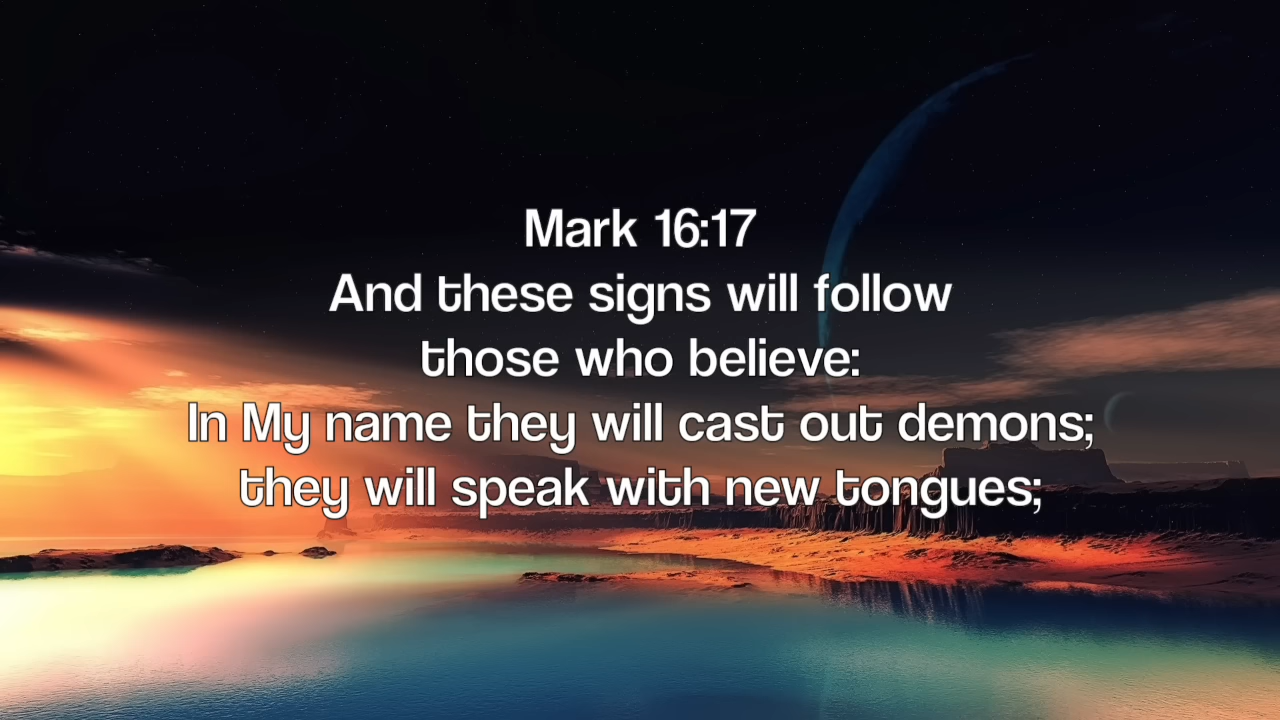 Mark 16:17
And these signs will follow
those who believe:
In My name they will cast out demons;
they will speak with new tongues;